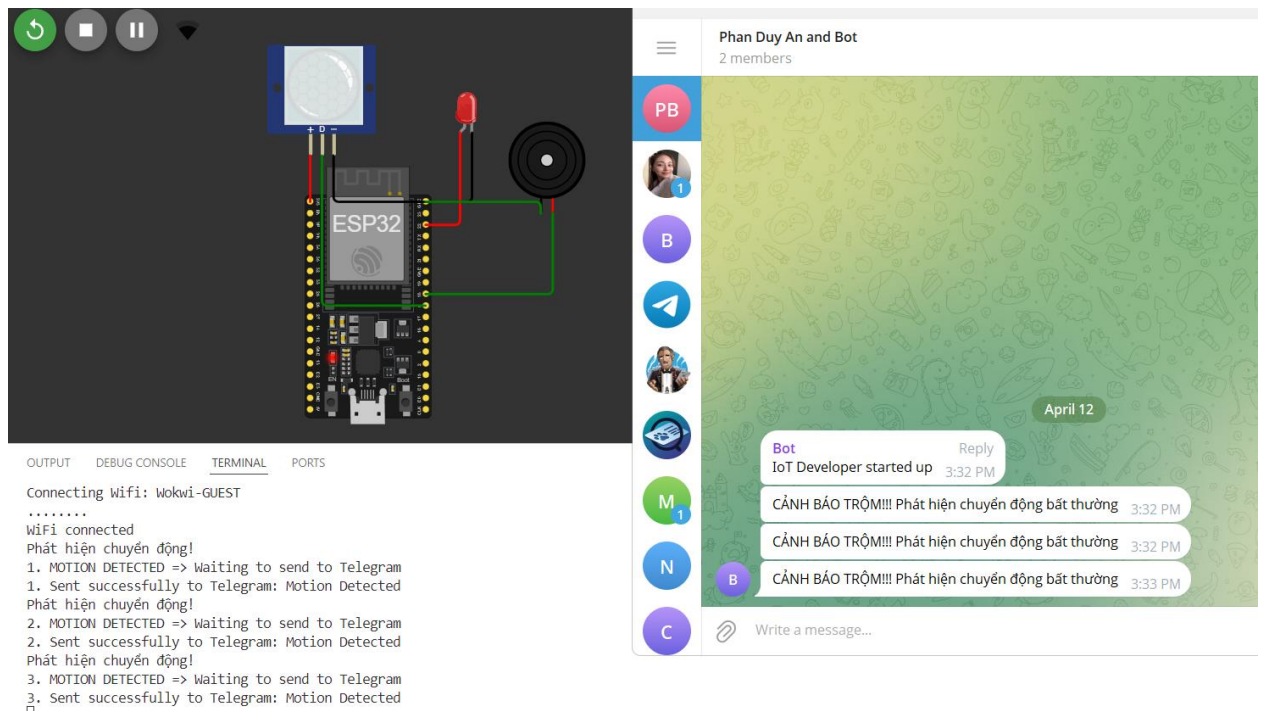 + D -
ESP32
EN
Boot
OUTPUT DEBUG CONSOLE TERMINAL PORTS
Connecting Wifi: Wokwi-GUEST
........
WiFi connected
Phát hiện chuyển động!
1. MOTION DETECTED => Waiting to send to Telegram
1. Sent successfully to Telegram: Motion Detected
Phát hiện chuyển động!
2. MOTION DETECTED => Waiting to send to Telegram
2. Sent successfully to Telegram: Motion Detected
Phát hiện chuyển động!
3. MOTION DETECTED => Waiting to send to Telegram
3. Sent successfully to Telegram: Motion Detected
Phan Duy An and Bot
2 members
PB
1
B
M
1
N
C
April 12
Bot Reply
IoT Developer started up 3:32 PM
CẢNH BÁO TRỘM!!! Phát hiện chuyển động bất thường 3:32 PM
CẢNH BÁO TRỘM!!! Phát hiện chuyển động bất thường 3:32 PM
B
CẢNH BÁO TRỘM!!! Phát hiện chuyển động bất thường 3:33 PM
Write a message...